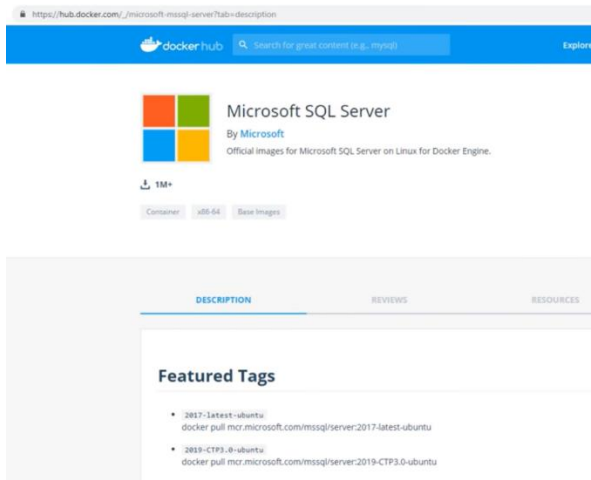 https://hub.docker.com/_/microsoft-mssql-server?tab=description
dockerhub
Search for great content (e.g., mysql)
Explore
Microsoft SQL Server
By Microsoft
Official images for Microsoft SQL Server on Linux for Docker Engine.
1M+
Container x86-64 Base Images
DESCRIPTION REVIEWS RESOURCES
Featured Tags
• 2017-latest-ubuntu
docker pull mcr.microsoft.com/mssql/server:2017-latest-ubuntu
• 2019-CTP3.0-ubuntu
docker pull mcr.microsoft.com/mssql/server:2019-CTP3.0-ubuntu